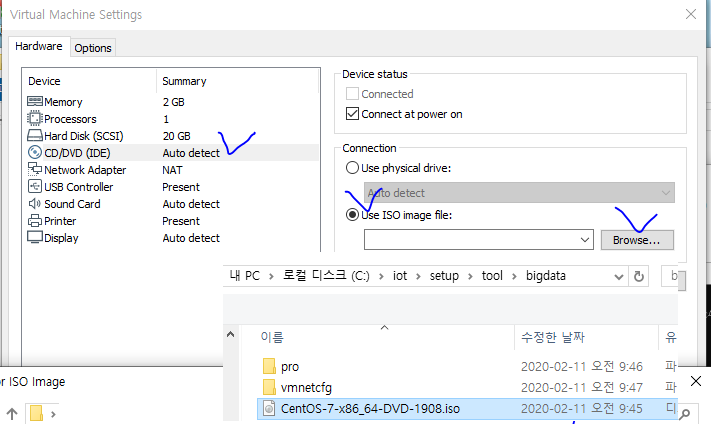 Virtual Machine Settings
Hardware Options
Device Summary
Memory 2 GB
Processors 1
Hard Disk (SCSI) 20 GB
CD/DVD (IDE) Auto detect
Network Adapter NAT
USB Controller Present
Sound Card Auto detect
Printer Present
Display Auto detect
Device status
Connected
Connect at power on
Connection
Use physical drive:
Auto detect
Use ISO image file:
Browse...
내 PC > 로컬 디스크 (C:) > iot > setup > tool > bigdata
이름 수정한 날짜
pro 2020-02-11 오전 9:46
vmnetcfg 2020-02-11 오전 9:47
CentOS-7-x86_64-DVD-1908.iso 2020-02-11 오전 9:45
or ISO Image